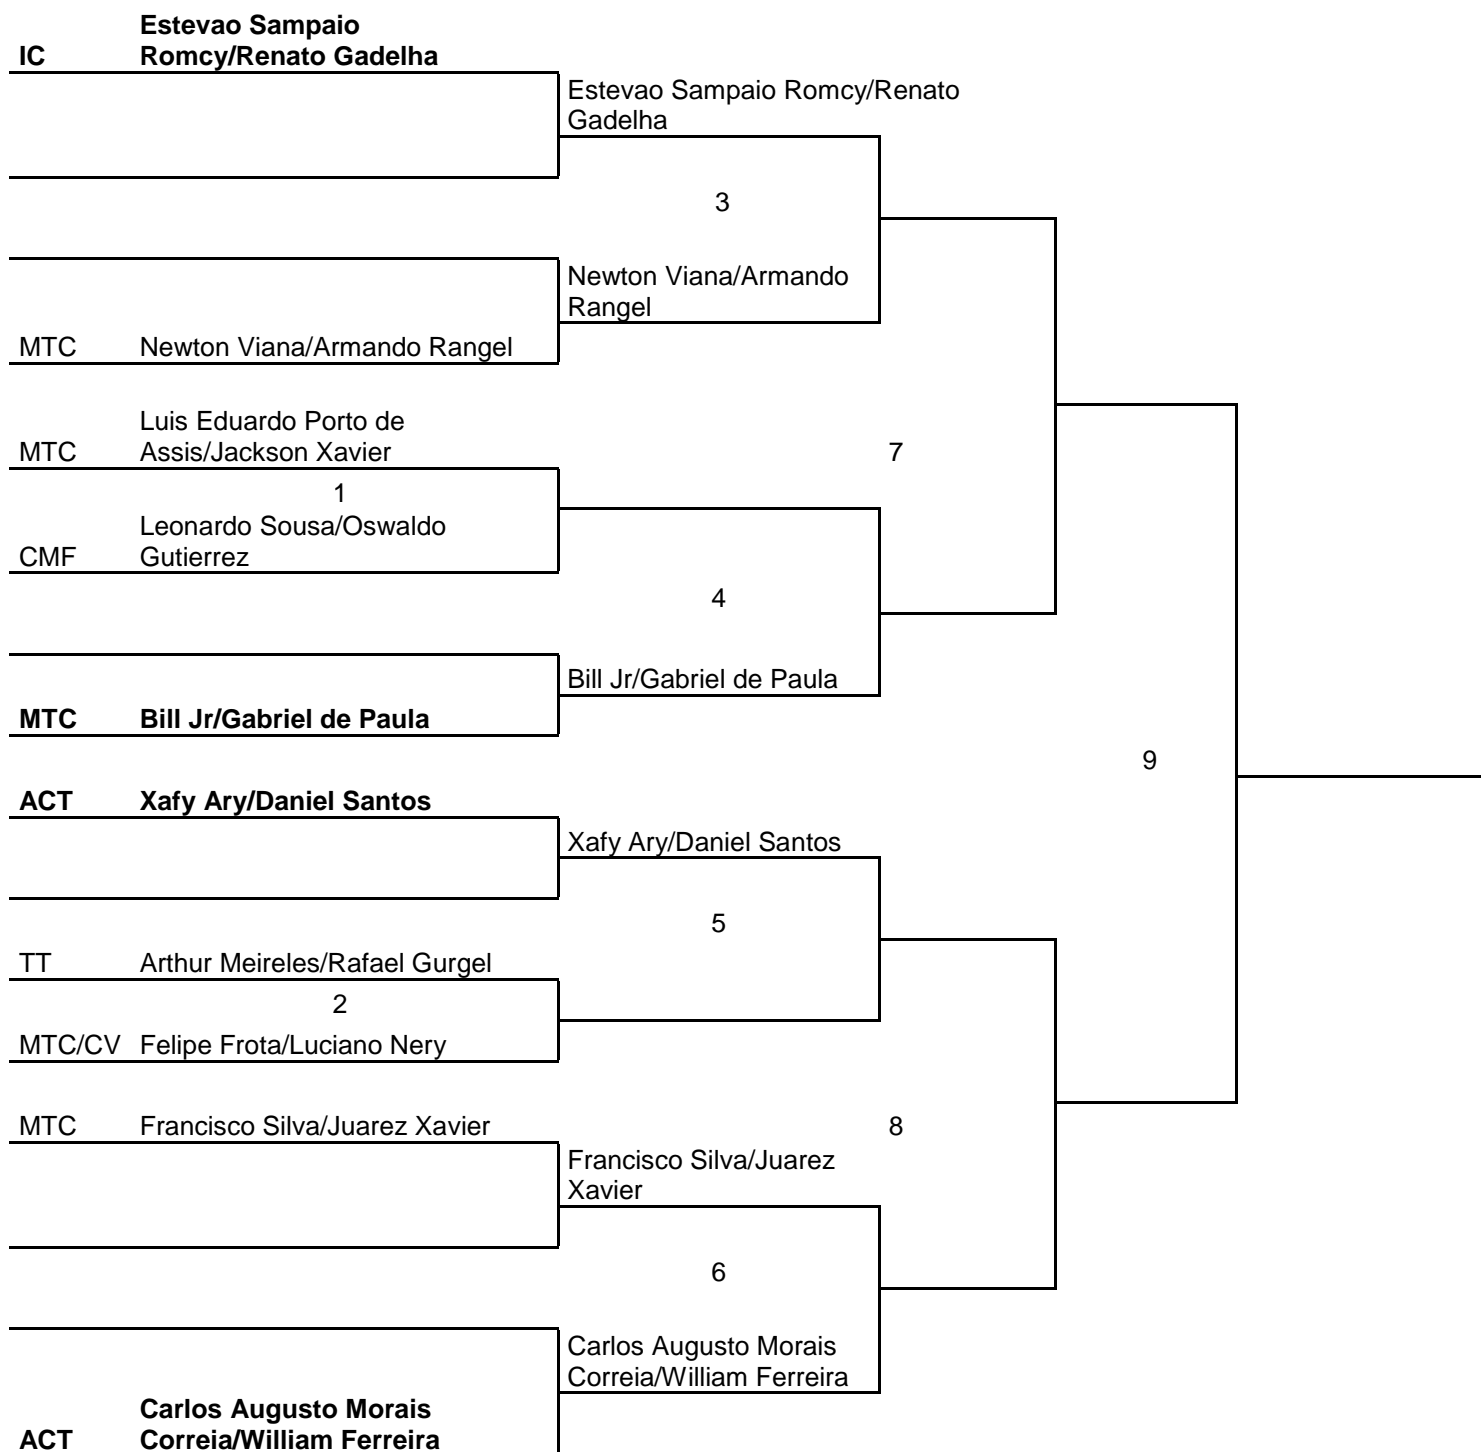 Estevao Sampaio
IC Romcy/Renato Gadelha
Estevao Sampaio Romcy/Renato
Gadelha
3
Newton Viana/Armando
Rangel
MTC Newton Viana/Armando Rangel
Luis Eduardo Porto de
MTC Assis/Jackson Xavier
7
1
Leonardo Sousa/Oswaldo
CMF Gutierrez
4
Bill Jr/Gabriel de Paula
MTC Bill Jr/Gabriel de Paula
9
ACT Xafy Ary/Daniel Santos
Xafy Ary/Daniel Santos
5
TT Arthur Meireles/Rafael Gurgel
2
MTC/CV Felipe Frota/Luciano Nery
MTC Francisco Silva/Juarez Xavier
8
Francisco Silva/Juarez
Xavier
6
Carlos Augusto Morais
Correia/William Ferreira
Carlos Augusto Morais
ACT Correia/William Ferreira